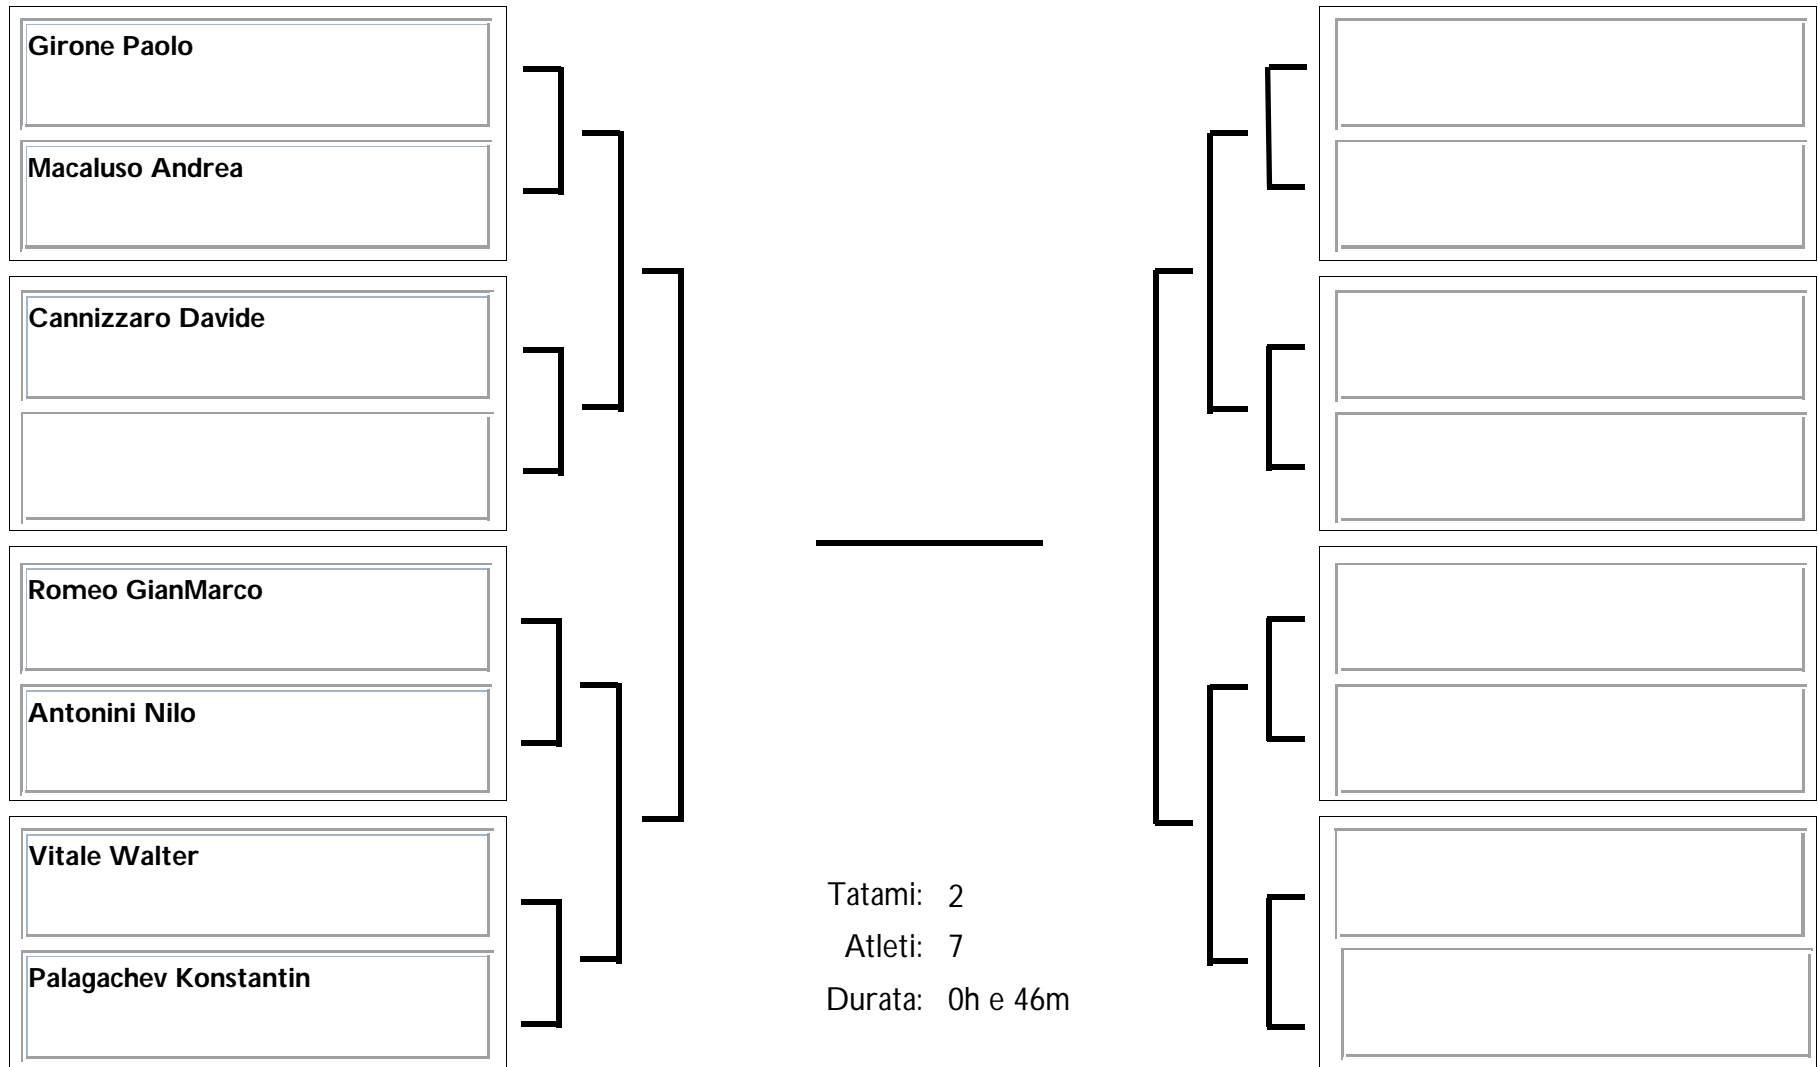 Girone Paolo
Macaluso Andrea
Cannizzaro Davide
Romeo GianMarco
Antonini Nilo
Vitale Walter
Palagachev Konstantin
Tatami: 2
Atleti: 7
Durata: 0h e 46m